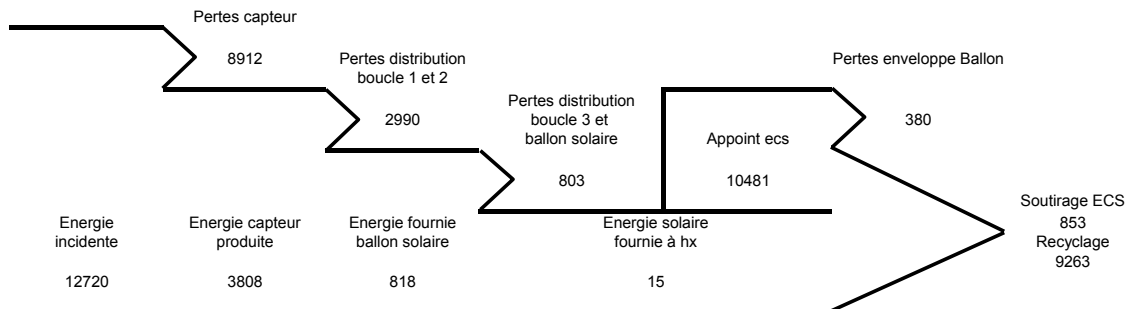 Pertes capteur
8912
Pertes distribution
boucle 1 et 2
2990
Pertes distribution
boucle 3 et
ballon solaire
803
Appoint ecs
10481
Pertes enveloppe Ballon
380
Energie
incidente
12720
Energie capteur
produite
3808
Energie fournie
ballon solaire
818
Energie solaire
fournie à hx
15
Soutirage ECS
853
Recyclage
9263